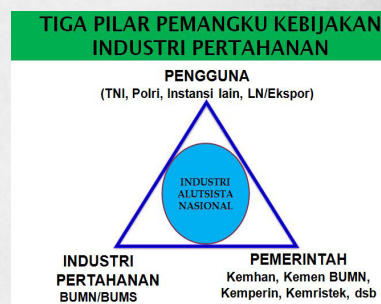 TIGA PILAR PEMANGKU KEBIJAKAN
INDUSTRI PERTAHANAN
PENGGUNA
(TNI, Polri, Instansi lain, LN/Ekspor)
INDUSTRI
ALUTSISTA
NASIONAL
INDUSTRI
PERTAHANAN
BUMN/BUMS
PEMERINTAH
Kemhan, Kemen BUMN,
Kemperin, Kemristek, dsb